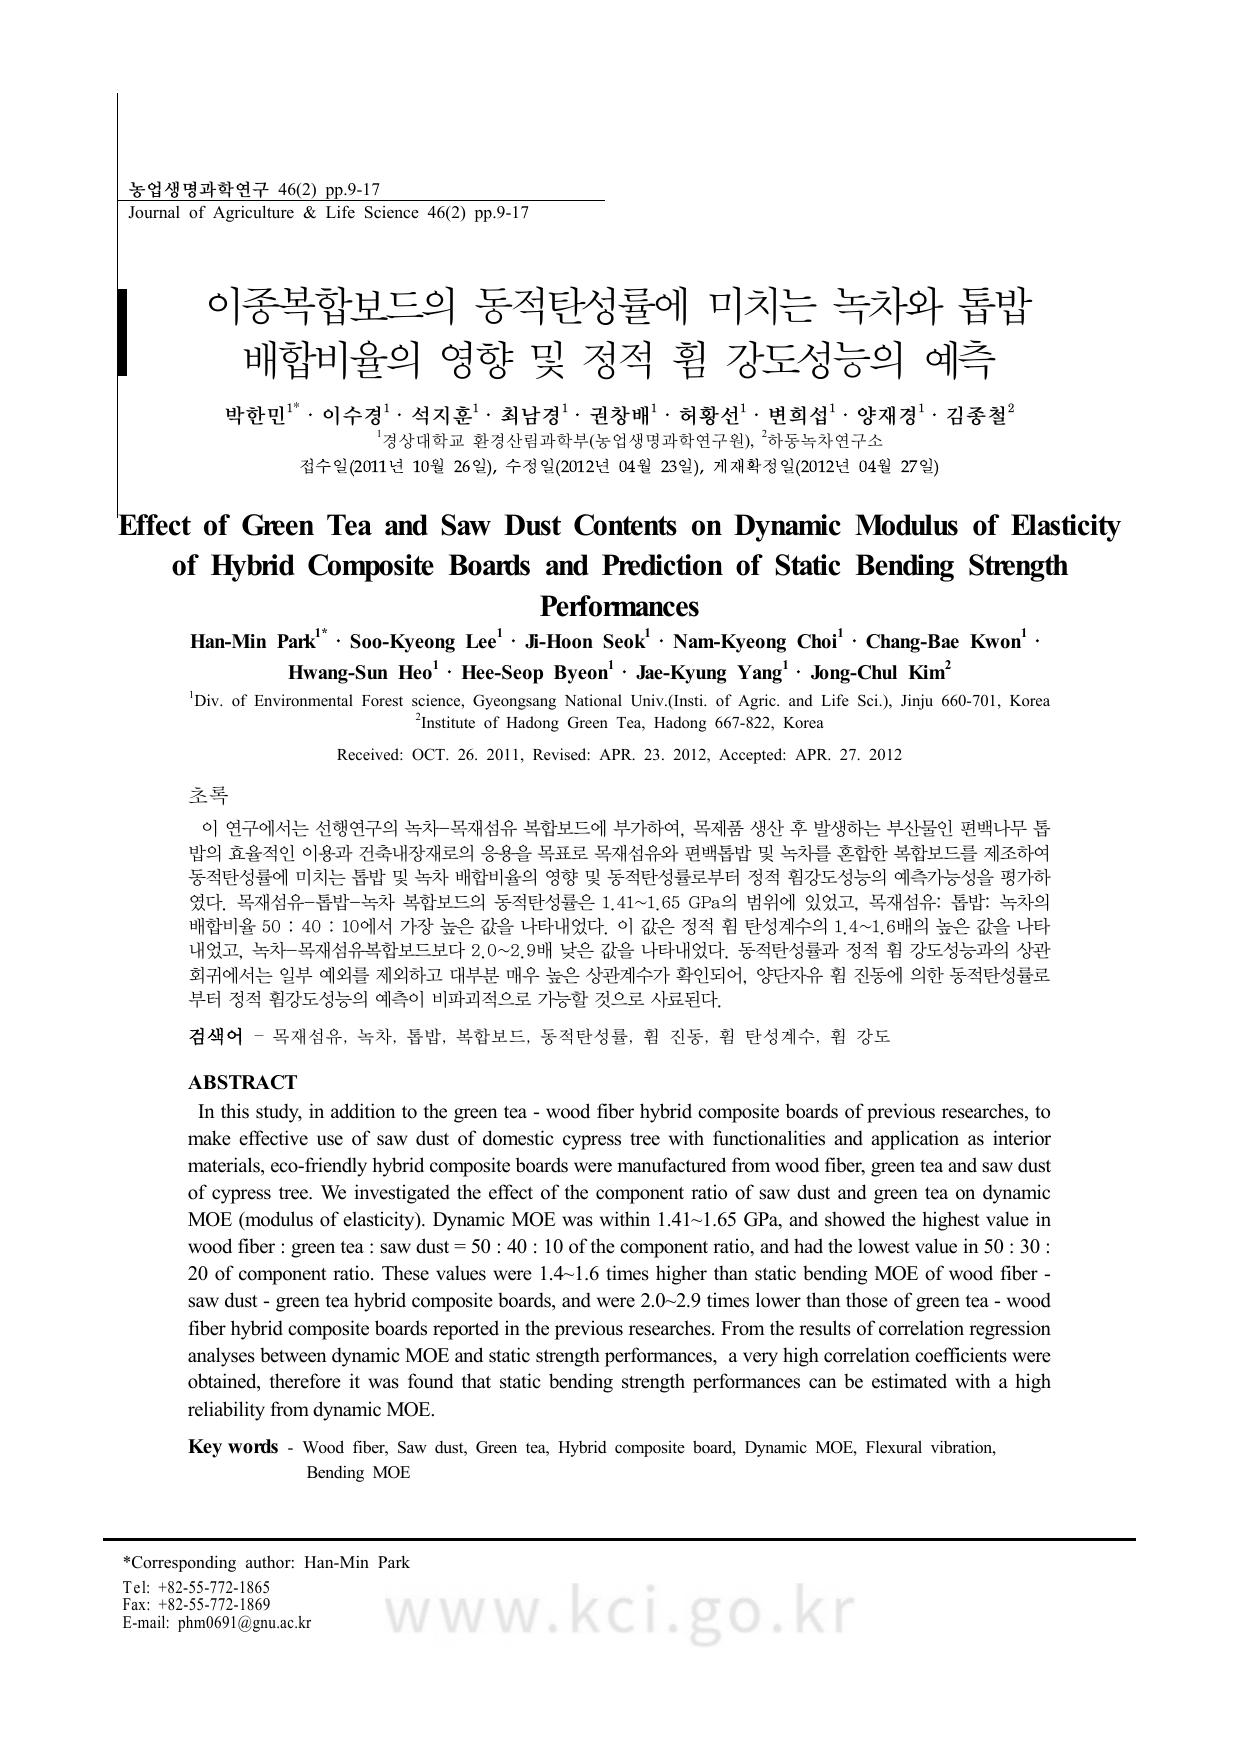 농업생명과학연구 46(2) pp.9-17
Journal of Agriculture & Life Science 46(2) pp.9-17
이종복합보드의 동적탄성률에 미치는 녹차와 톱밥
배합비율의 영향 및 정적 휨 강도성능의 예측
박한민1*· 이수경1 · 석지훈1 · 최남경1 · 권창배1 · 허황선1 · 변희섭1 · 양재경1 · 김종철2
1경상대학교 환경산림과학부(농업생명과학연구원), 2하동녹차연구소
접수일(2011년 10월 26일), 수정일(2012년 04월 23일), 게재확정일(2012년 04월 27일)
Effect of Green Tea and Saw Dust Contents on Dynamic Modulus of Elasticity
of Hybrid Composite Boards and Prediction of Static Bending Strength
Performances
Han-Min Park1* · Soo-Kyeong Lee1 · Ji-Hoon Seok1 · Nam-Kyeong Choi1 · Chang-Bae Kwon1 ·
Hwang-Sun Heo1 · Hee-Seop Byeon1 · Jae-Kyung Yang1 · Jong-Chul Kim2
1Div. of Environmental Forest science, Gyeongsang National Univ.(Insti. of Agric. and Life Sci.), Jinju 660-701, Korea
2Institute of Hadong Green Tea, Hadong 667-822, Korea
Received: OCT. 26. 2011, Revised: APR. 23. 2012, Accepted: APR. 27. 2012
초록
이 연구에서는 선행연구의 녹차-목재섬유 복합보드에 부가하여, 목제품 생산 후 발생하는 부산물인 편백나무 톱
밥의 효율적인 이용과 건축내장재로의 응용을 목표로 목재섬유와 편백톱밥 및 녹차를 혼합한 복합보드를 제조하여
동적탄성률에 미치는 톱밥 및 녹차 배합비율의 영향 및 동적탄성률로부터 정적 휨강도성능의 예측가능성을 평가하
였다. 목재섬유-톱밥-녹차 복합보드의 동적탄성률은 1.41~1.65 GPa의 범위에 있었고, 목재섬유: 톱밥: 녹차의
배합비율 50 : 40 : 10에서 가장 높은 값을 나타내었다. 이 값은 정적 휨 탄성계수의 1.4~1.6배의 높은 값을 나타
내었고, 녹차-목재섬유복합보드보다 2.0~2.9배 낮은 값을 나타내었다. 동적탄성률과 정적 휨 강도성능과의 상관
회귀에서는 일부 예외를 제외하고 대부분 매우 높은 상관계수가 확인되어, 양단자유 휨 진동에 의한 동적탄성률로
부터 정적 휨강도성능의 예측이 비파괴적으로 가능할 것으로 사료된다.
검색어 - 목재섬유, 녹차, 톱밥, 복합보드, 동적탄성률, 휨 진동, 휨 탄성계수, 휨 강도
ABSTRACT
In this study, in addition to the green tea - wood fiber hybrid composite boards of previous researches, to
make effective use of saw dust of domestic cypress tree with functionalities and application as interior
materials, eco-friendly hybrid composite boards were manufactured from wood fiber, green tea and saw dust
of cypress tree. We investigated the effect of the component ratio of saw dust and green tea on dynamic
MOE (modulus of elasticity). Dynamic MOE was within 1.41~1.65 GPa, and showed the highest value in
wood fiber : green tea : saw dust = 50 : 40 : 10 of the component ratio, and had the lowest value in 50 : 30 :
20 of component ratio. These values were 1.4~1.6 times higher than static bending MOE of wood fiber -
saw dust - green tea hybrid composite boards, and were 2.0~2.9 times lower than those of green tea - wood
fiber hybrid composite boards reported in the previous researches. From the results of correlation regression
analyses between dynamic MOE and static strength performances, a very high correlation coefficients were
obtained, therefore it was found that static bending strength performances can be estimated with a high
reliability from dynamic MOE.
Key words - Wood fiber, Saw dust, Green tea, Hybrid composite board, Dynamic MOE, Flexural vibration,
Bending MOE
*Corresponding author: Han-Min Park
Tel: +82-55-772-1865
Fax: +82-55-772-1869
E-mail: phm0691@gnu.ac.kr
www.kci.go.kr